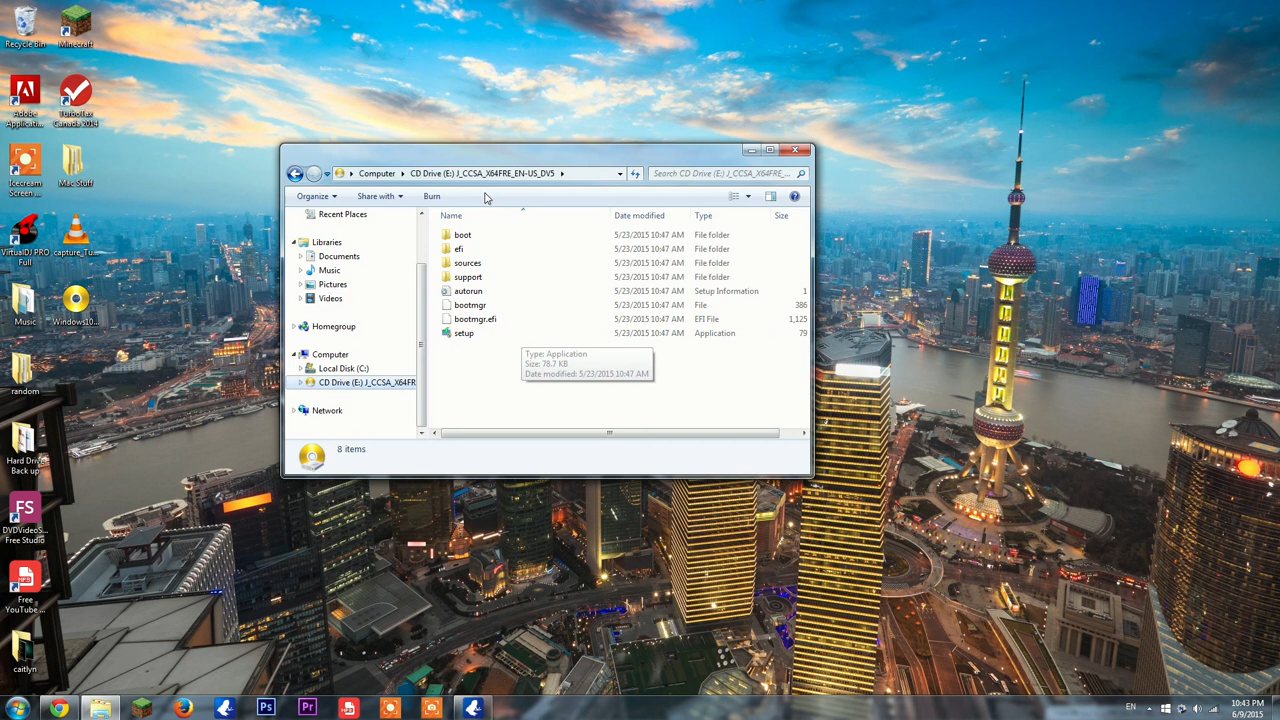 Recycle Bin
Minecraft
Adobe
Applicati...
TurboTax
Canada 2014
Icecream
Screen ...
Mac Stuff
VirtualDJ PRO
Full
capture_Tu...
Music
Windows10...
random
Hard Drive
Back up
FS
DVDVideoS...
Free Studio
Free
YouTube ...
caitlyn
Computer
CD Drive (E:) J_CCSA_X64FRE_EN-US_DV5
Search CD Drive (E:) J_CCSA_X64FRE_...
Organize
Share with
Burn
Name
Date modified
Type
Size
Recent Places
Libraries
Documents
Music
Pictures
Videos
Homegroup
Computer
Local Disk (C:)
CD Drive (E:) J_CCSA_X64FR
Network
boot 5/23/2015 10:47 AM File folder
efi 5/23/2015 10:47 AM File folder
sources 5/23/2015 10:47 AM File folder
support 5/23/2015 10:47 AM File folder
autorun 5/23/2015 10:47 AM Setup Information 1
bootmgr 5/23/2015 10:47 AM File 386
bootmgr.efi 5/23/2015 10:47 AM EFI File 1,125
setup 5/23/2015 10:47 AM Application 79
Type: Application
Size: 78.7 KB
Date modified: 5/23/2015 10:47 AM
8 items
Ps
Pr
MP3
EN
10:43 PM
6/9/2015